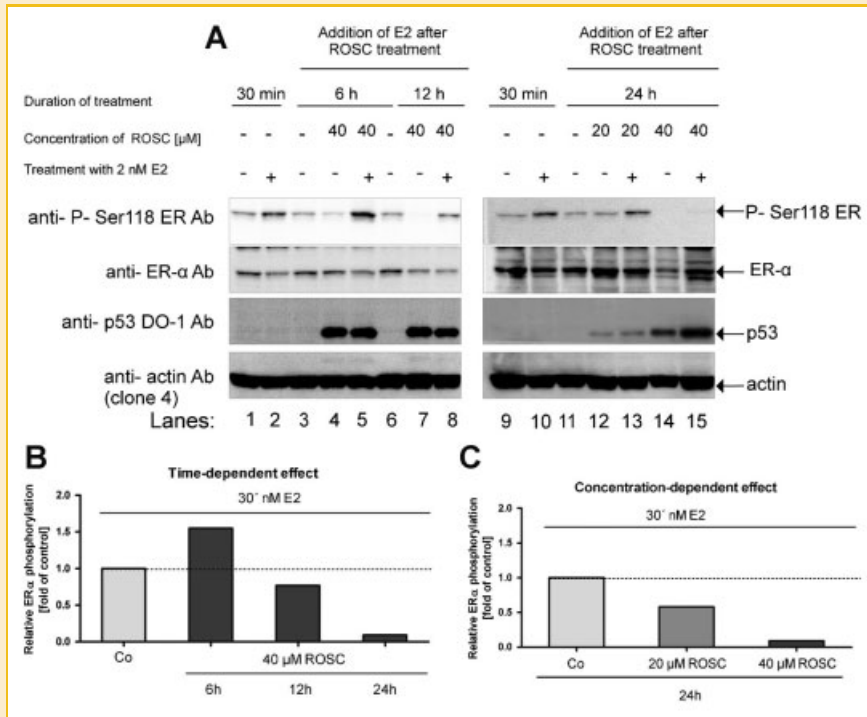 A
Addition of E2 after
ROSC treatment
Addition of E2 after
ROSC treatment
Duration of treatment 30 min 6 h 12 h 30 min 24 h
Concentration of ROSC [µM] - - - 40 40 - 40 40 - - - 20 20 40 40
Treatment with 2 nM E2 - + - - + - - + - + - - + - +
anti- P- Ser118 ER Ab P- Ser118 ER
anti- ER-α Ab ER-α
anti- p53 DO-1 Ab p53
anti- actin Ab actin
(clone 4)
Lanes: 1 2 3 4 5 6 7 8 9 10 11 12 13 14 15
B
Time-dependent effect
30´ nM E2
Relative ERα phosphorylation
[fold of control]
2.0
1.5
1.0
0.5
0.0
Co 40 µM ROSC
6h 12h 24h
C
Concentration-dependent effect
30´ nM E2
Relative ERα phosphorylation
[fold of control]
2.0
1.5
1.0
0.5
0.0
Co 20 µM ROSC 40 µM ROSC
24h